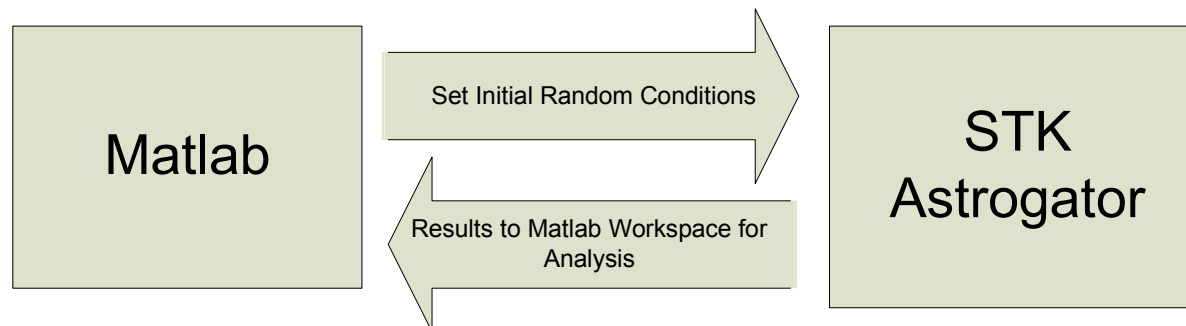 Matlab
Set Initial Random Conditions
Results to Matlab Workspace for
Analysis
STK
Astrogator